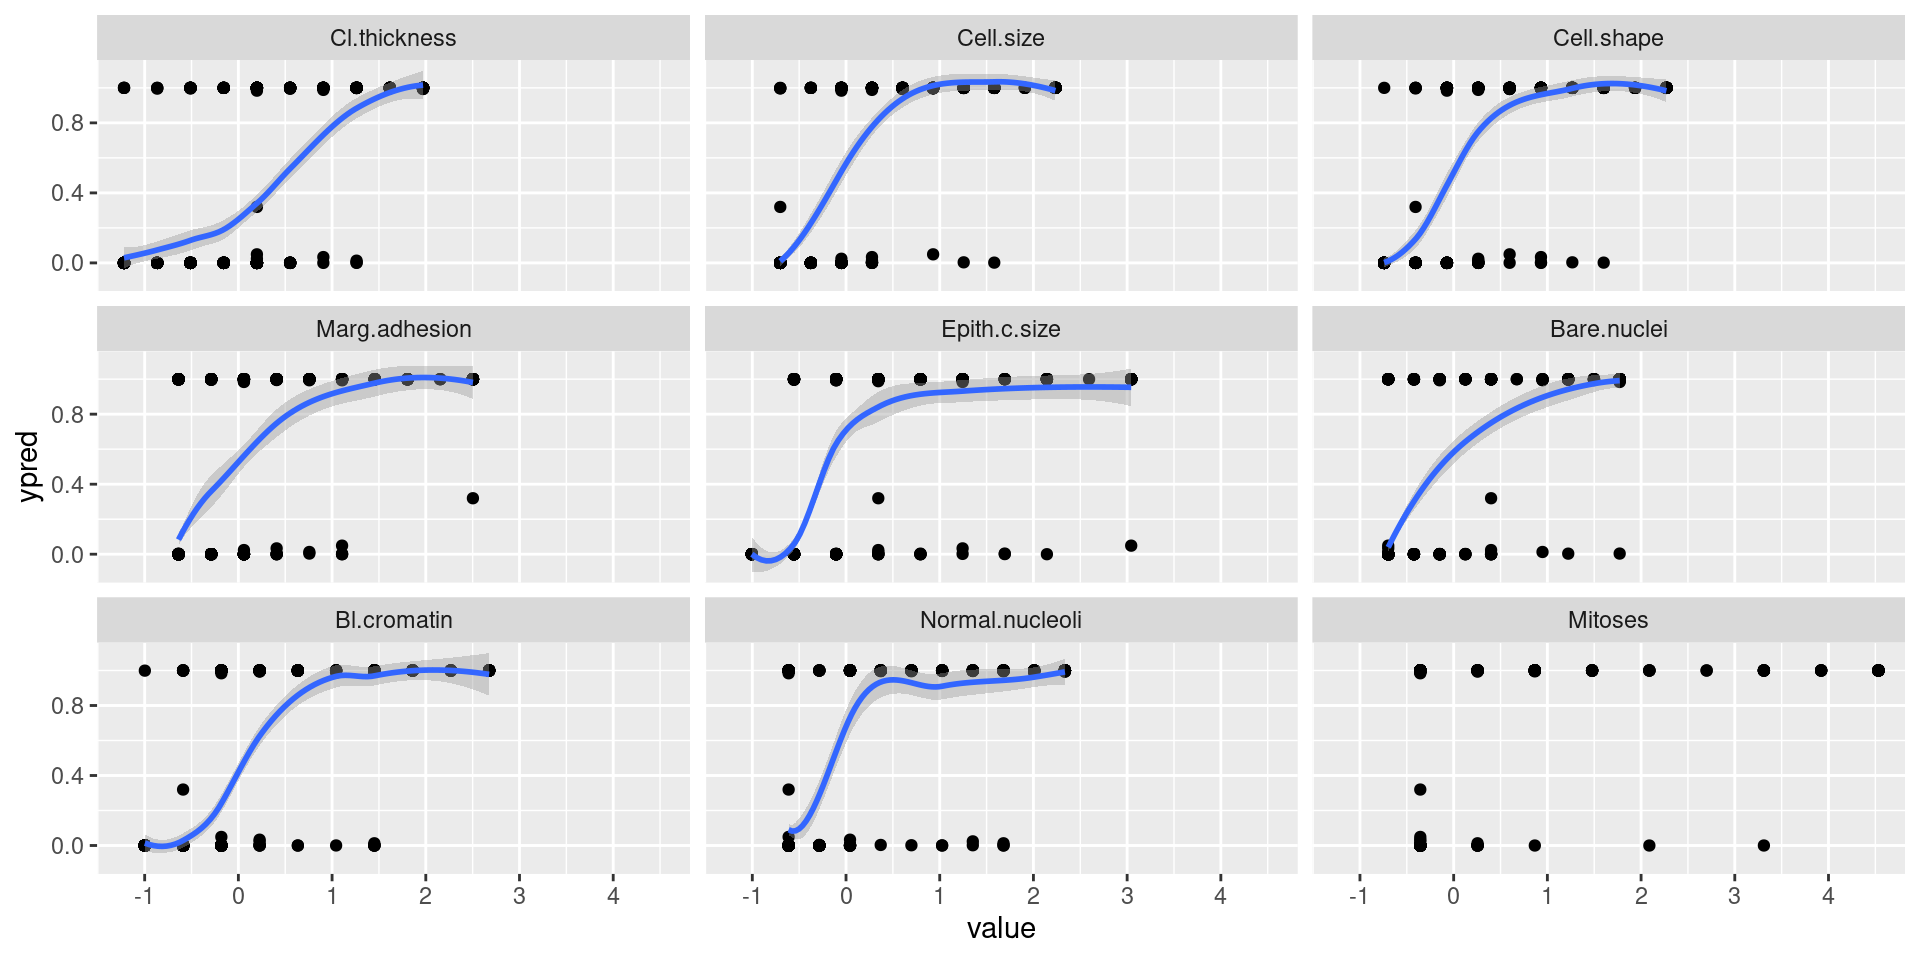 Cl.thickness Cell.size Cell.shape
0.8
0.4
0.0
Marg.adhesion Epith.c.size Bare.nuclei
0.8
0.4
0.0
ypred
Bl.cromatin Normal.nucleoli Mitoses
0.8
0.4
0.0
-1 0 1 2 3 4 -1 0 1 2 3 4 -1 0 1 2 3 4
value